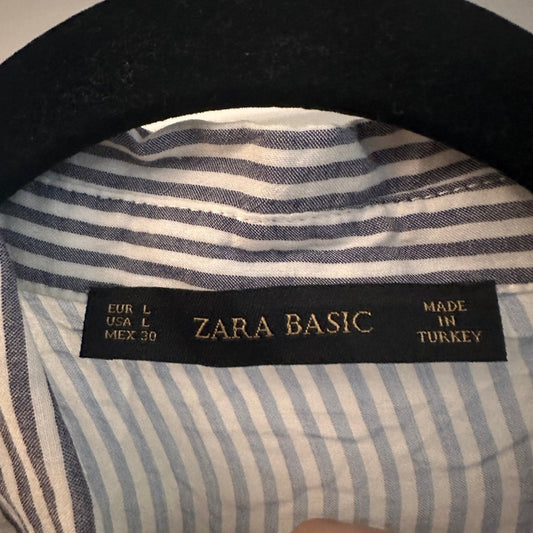 EUR L
USA L
MEX 30
ZARA BASIC
MADE
IN
TURKEY